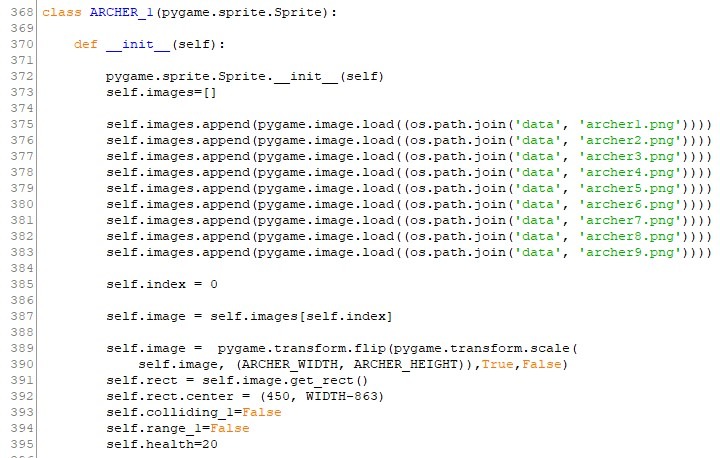 368 class ARCHER_1(pygame.sprite.Sprite):
369
370     def __init__(self):
371
372         pygame.sprite.Sprite.__init__(self)
373         self.images=[]
374
375         self.images.append(pygame.image.load((os.path.join('data', 'archer1.png'))))
376         self.images.append(pygame.image.load((os.path.join('data', 'archer2.png'))))
377         self.images.append(pygame.image.load((os.path.join('data', 'archer3.png'))))
378         self.images.append(pygame.image.load((os.path.join('data', 'archer4.png'))))
379         self.images.append(pygame.image.load((os.path.join('data', 'archer5.png'))))
380         self.images.append(pygame.image.load((os.path.join('data', 'archer6.png'))))
381         self.images.append(pygame.image.load((os.path.join('data', 'archer7.png'))))
382         self.images.append(pygame.image.load((os.path.join('data', 'archer8.png'))))
383         self.images.append(pygame.image.load((os.path.join('data', 'archer9.png'))))
384
385         self.index = 0
386
387         self.image = self.images[self.index]
388
389         self.image =  pygame.transform.flip(pygame.transform.scale(
390             self.image, (ARCHER_WIDTH, ARCHER_HEIGHT)),True,False)
391         self.rect = self.image.get_rect()
392         self.rect.center = (450, WIDTH-863)
393         self.colliding_1=False
394         self.range_1=False
395         self.health=20